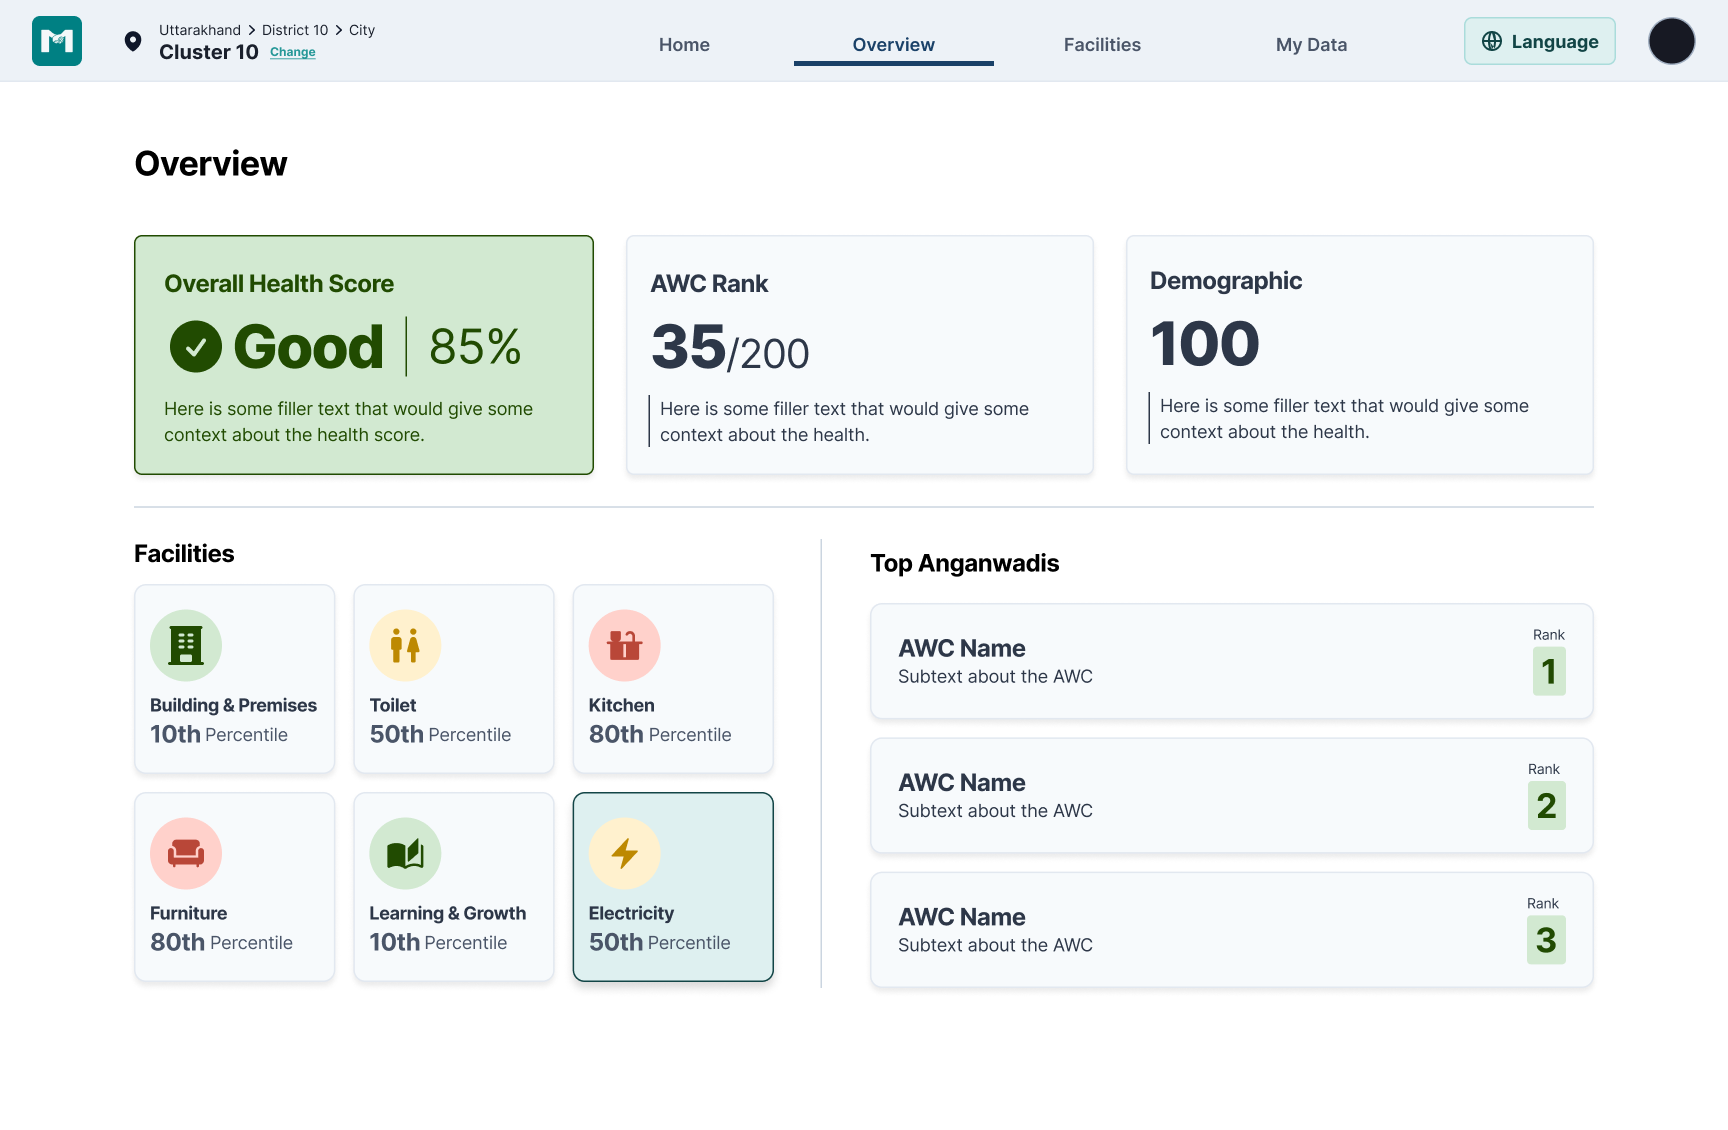 Uttarakhand > District 10 > City
Cluster 10 Change
Home
Overview
Facilities
My Data
Language
Overview
Overall Health Score
Good | 85%
Here is some filler text that would give some
context about the health score.
AWC Rank
35/200
Here is some filler text that would give some
context about the health.
Demographic
100
Here is some filler text that would give some
context about the health.
Facilities
Building & Premises
10th Percentile
Toilet
50th Percentile
Kitchen
80th Percentile
Furniture
80th Percentile
Learning & Growth
10th Percentile
Electricity
50th Percentile
Top Anganwadis
AWC Name
Subtext about the AWC
Rank
1
AWC Name
Subtext about the AWC
Rank
2
AWC Name
Subtext about the AWC
Rank
3